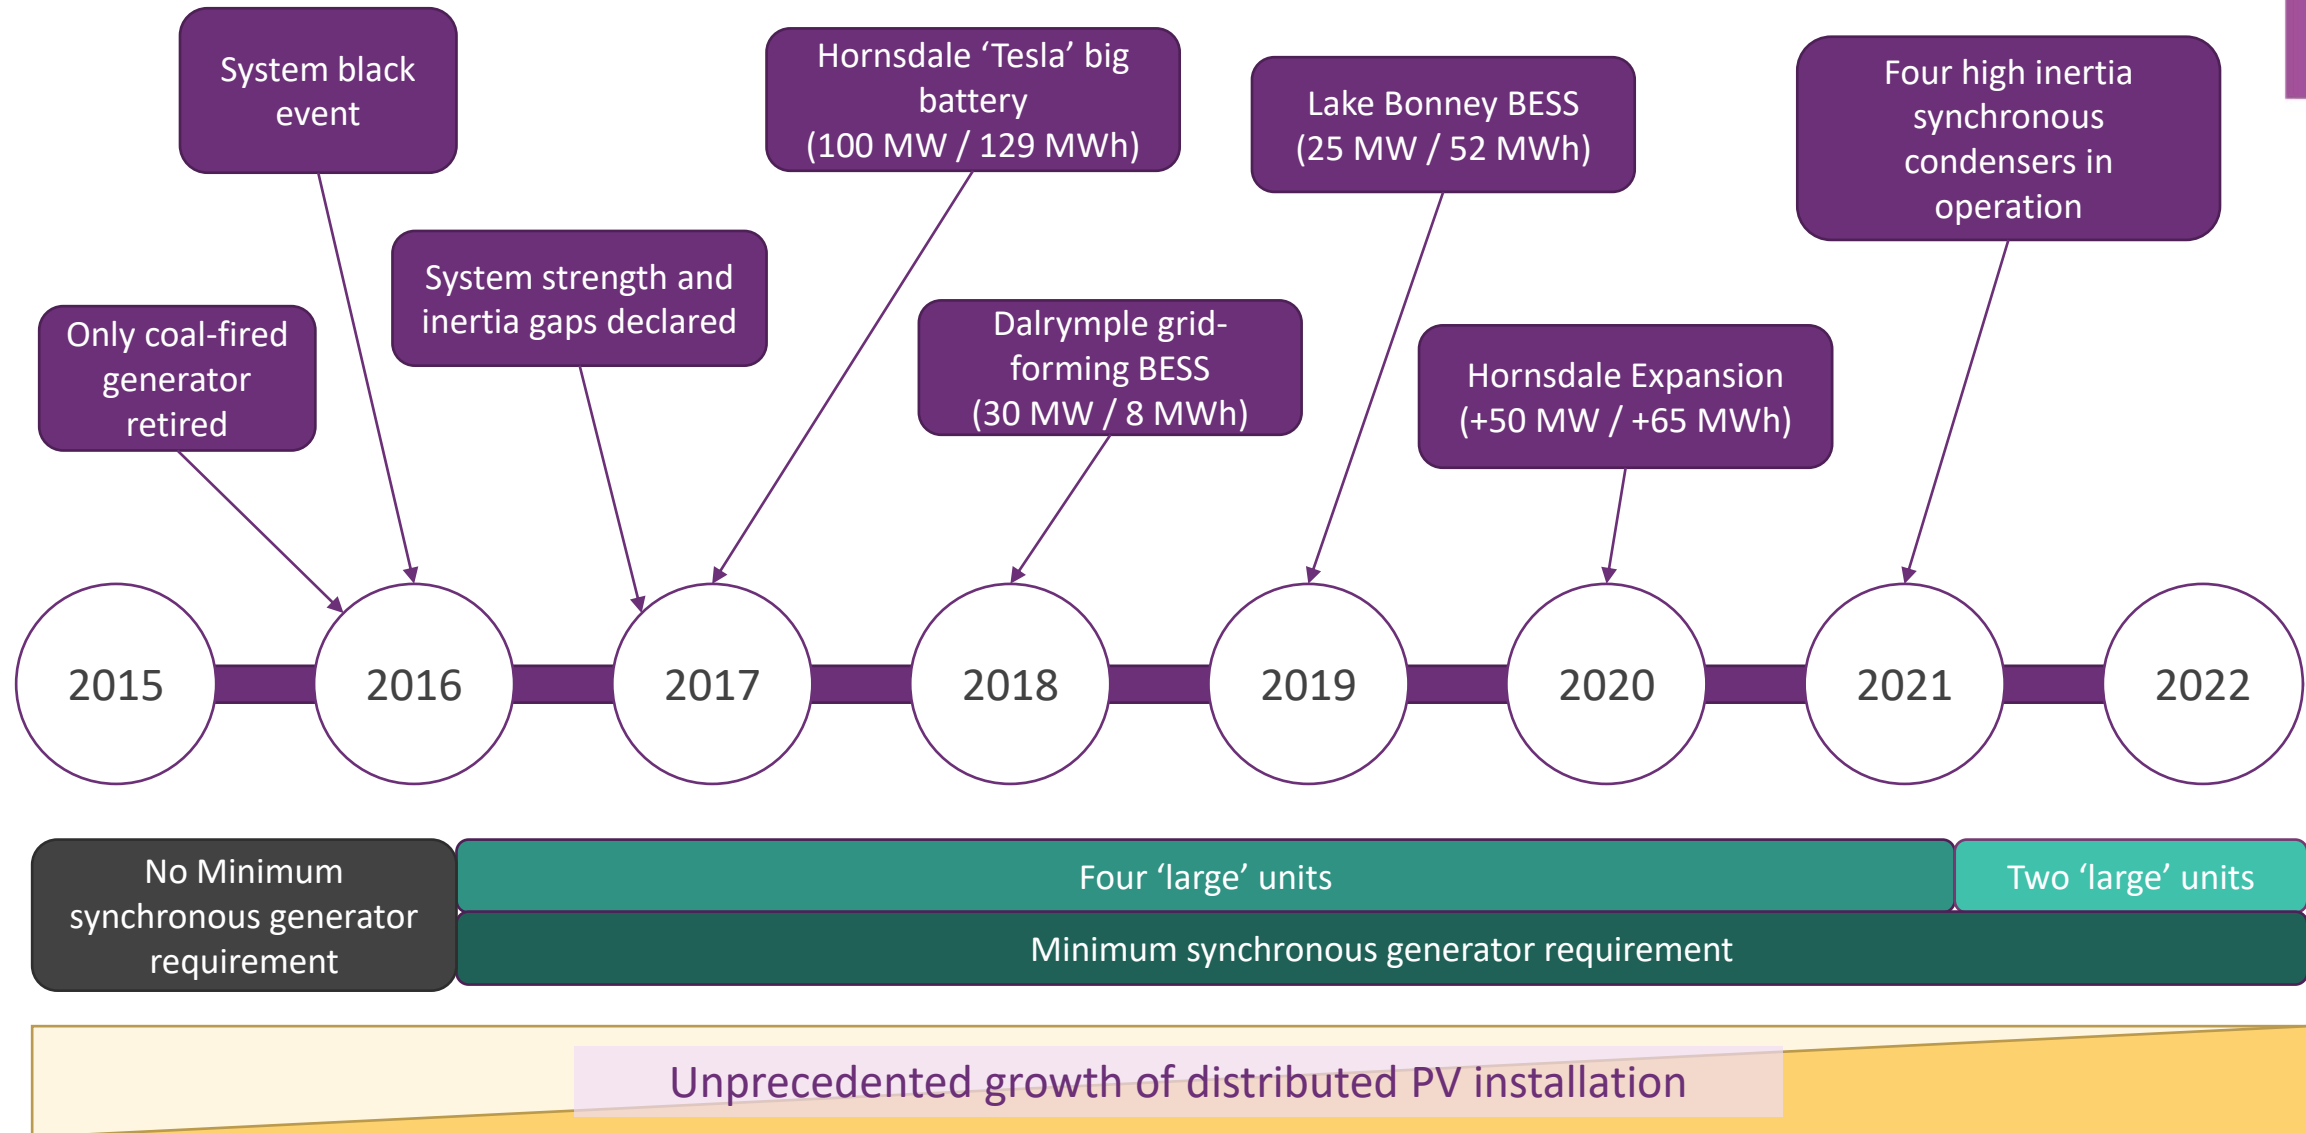 System black
event
Hornsdale ‘Tesla’ big
battery
(100 MW / 129 MWh)
Lake Bonney BESS
(25 MW / 52 MWh)
Four high inertia
synchronous
condensers in
operation
Only coal-fired
generator
retired
System strength and
inertia gaps declared
Dalrymple grid-
forming BESS
(30 MW / 8 MWh)
Hornsdale Expansion
(+50 MW / +65 MWh)
2015
2016
2017
2018
2019
2020
2021
2022
No Minimum
synchronous generator
requirement
Four ‘large’ units
Two ‘large’ units
Minimum synchronous generator requirement
Unprecedented growth of distributed PV installation